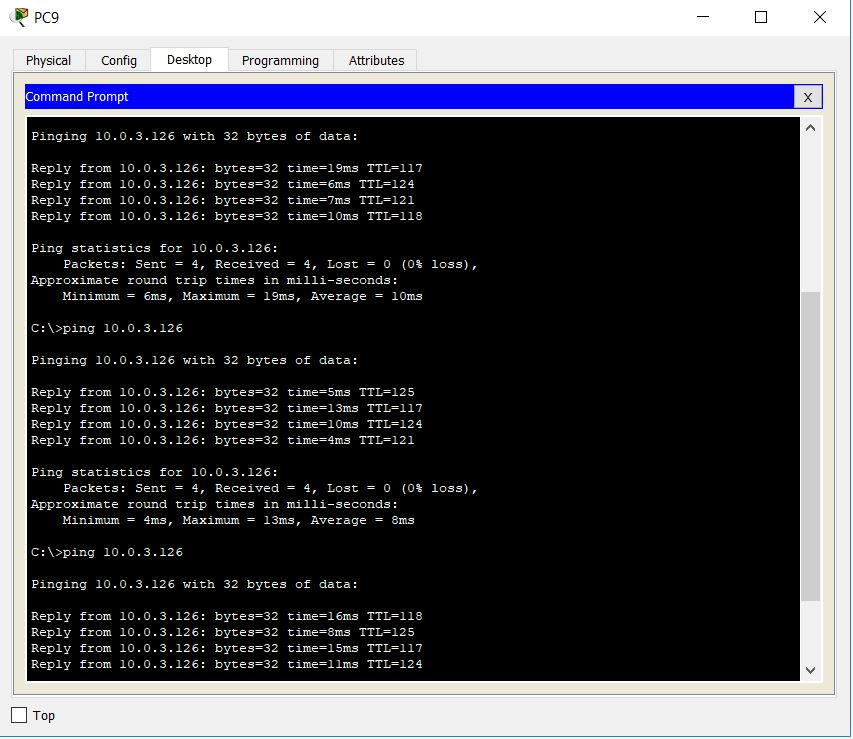 PC9
Physical Config Desktop Programming Attributes
Command Prompt X
Pinging 10.0.3.126 with 32 bytes of data:
Reply from 10.0.3.126: bytes=32 time=19ms TTL=117
Reply from 10.0.3.126: bytes=32 time=6ms TTL=124
Reply from 10.0.3.126: bytes=32 time=7ms TTL=121
Reply from 10.0.3.126: bytes=32 time=10ms TTL=118
Ping statistics for 10.0.3.126:
    Packets: Sent = 4, Received = 4, Lost = 0 (0% loss),
Approximate round trip times in milli-seconds:
    Minimum = 6ms, Maximum = 19ms, Average = 10ms
C:\>ping 10.0.3.126
Pinging 10.0.3.126 with 32 bytes of data:
Reply from 10.0.3.126: bytes=32 time=5ms TTL=125
Reply from 10.0.3.126: bytes=32 time=13ms TTL=117
Reply from 10.0.3.126: bytes=32 time=10ms TTL=124
Reply from 10.0.3.126: bytes=32 time=4ms TTL=121
Ping statistics for 10.0.3.126:
    Packets: Sent = 4, Received = 4, Lost = 0 (0% loss),
Approximate round trip times in milli-seconds:
    Minimum = 4ms, Maximum = 13ms, Average = 8ms
C:\>ping 10.0.3.126
Pinging 10.0.3.126 with 32 bytes of data:
Reply from 10.0.3.126: bytes=32 time=16ms TTL=118
Reply from 10.0.3.126: bytes=32 time=8ms TTL=125
Reply from 10.0.3.126: bytes=32 time=15ms TTL=117
Reply from 10.0.3.126: bytes=32 time=11ms TTL=124
Top